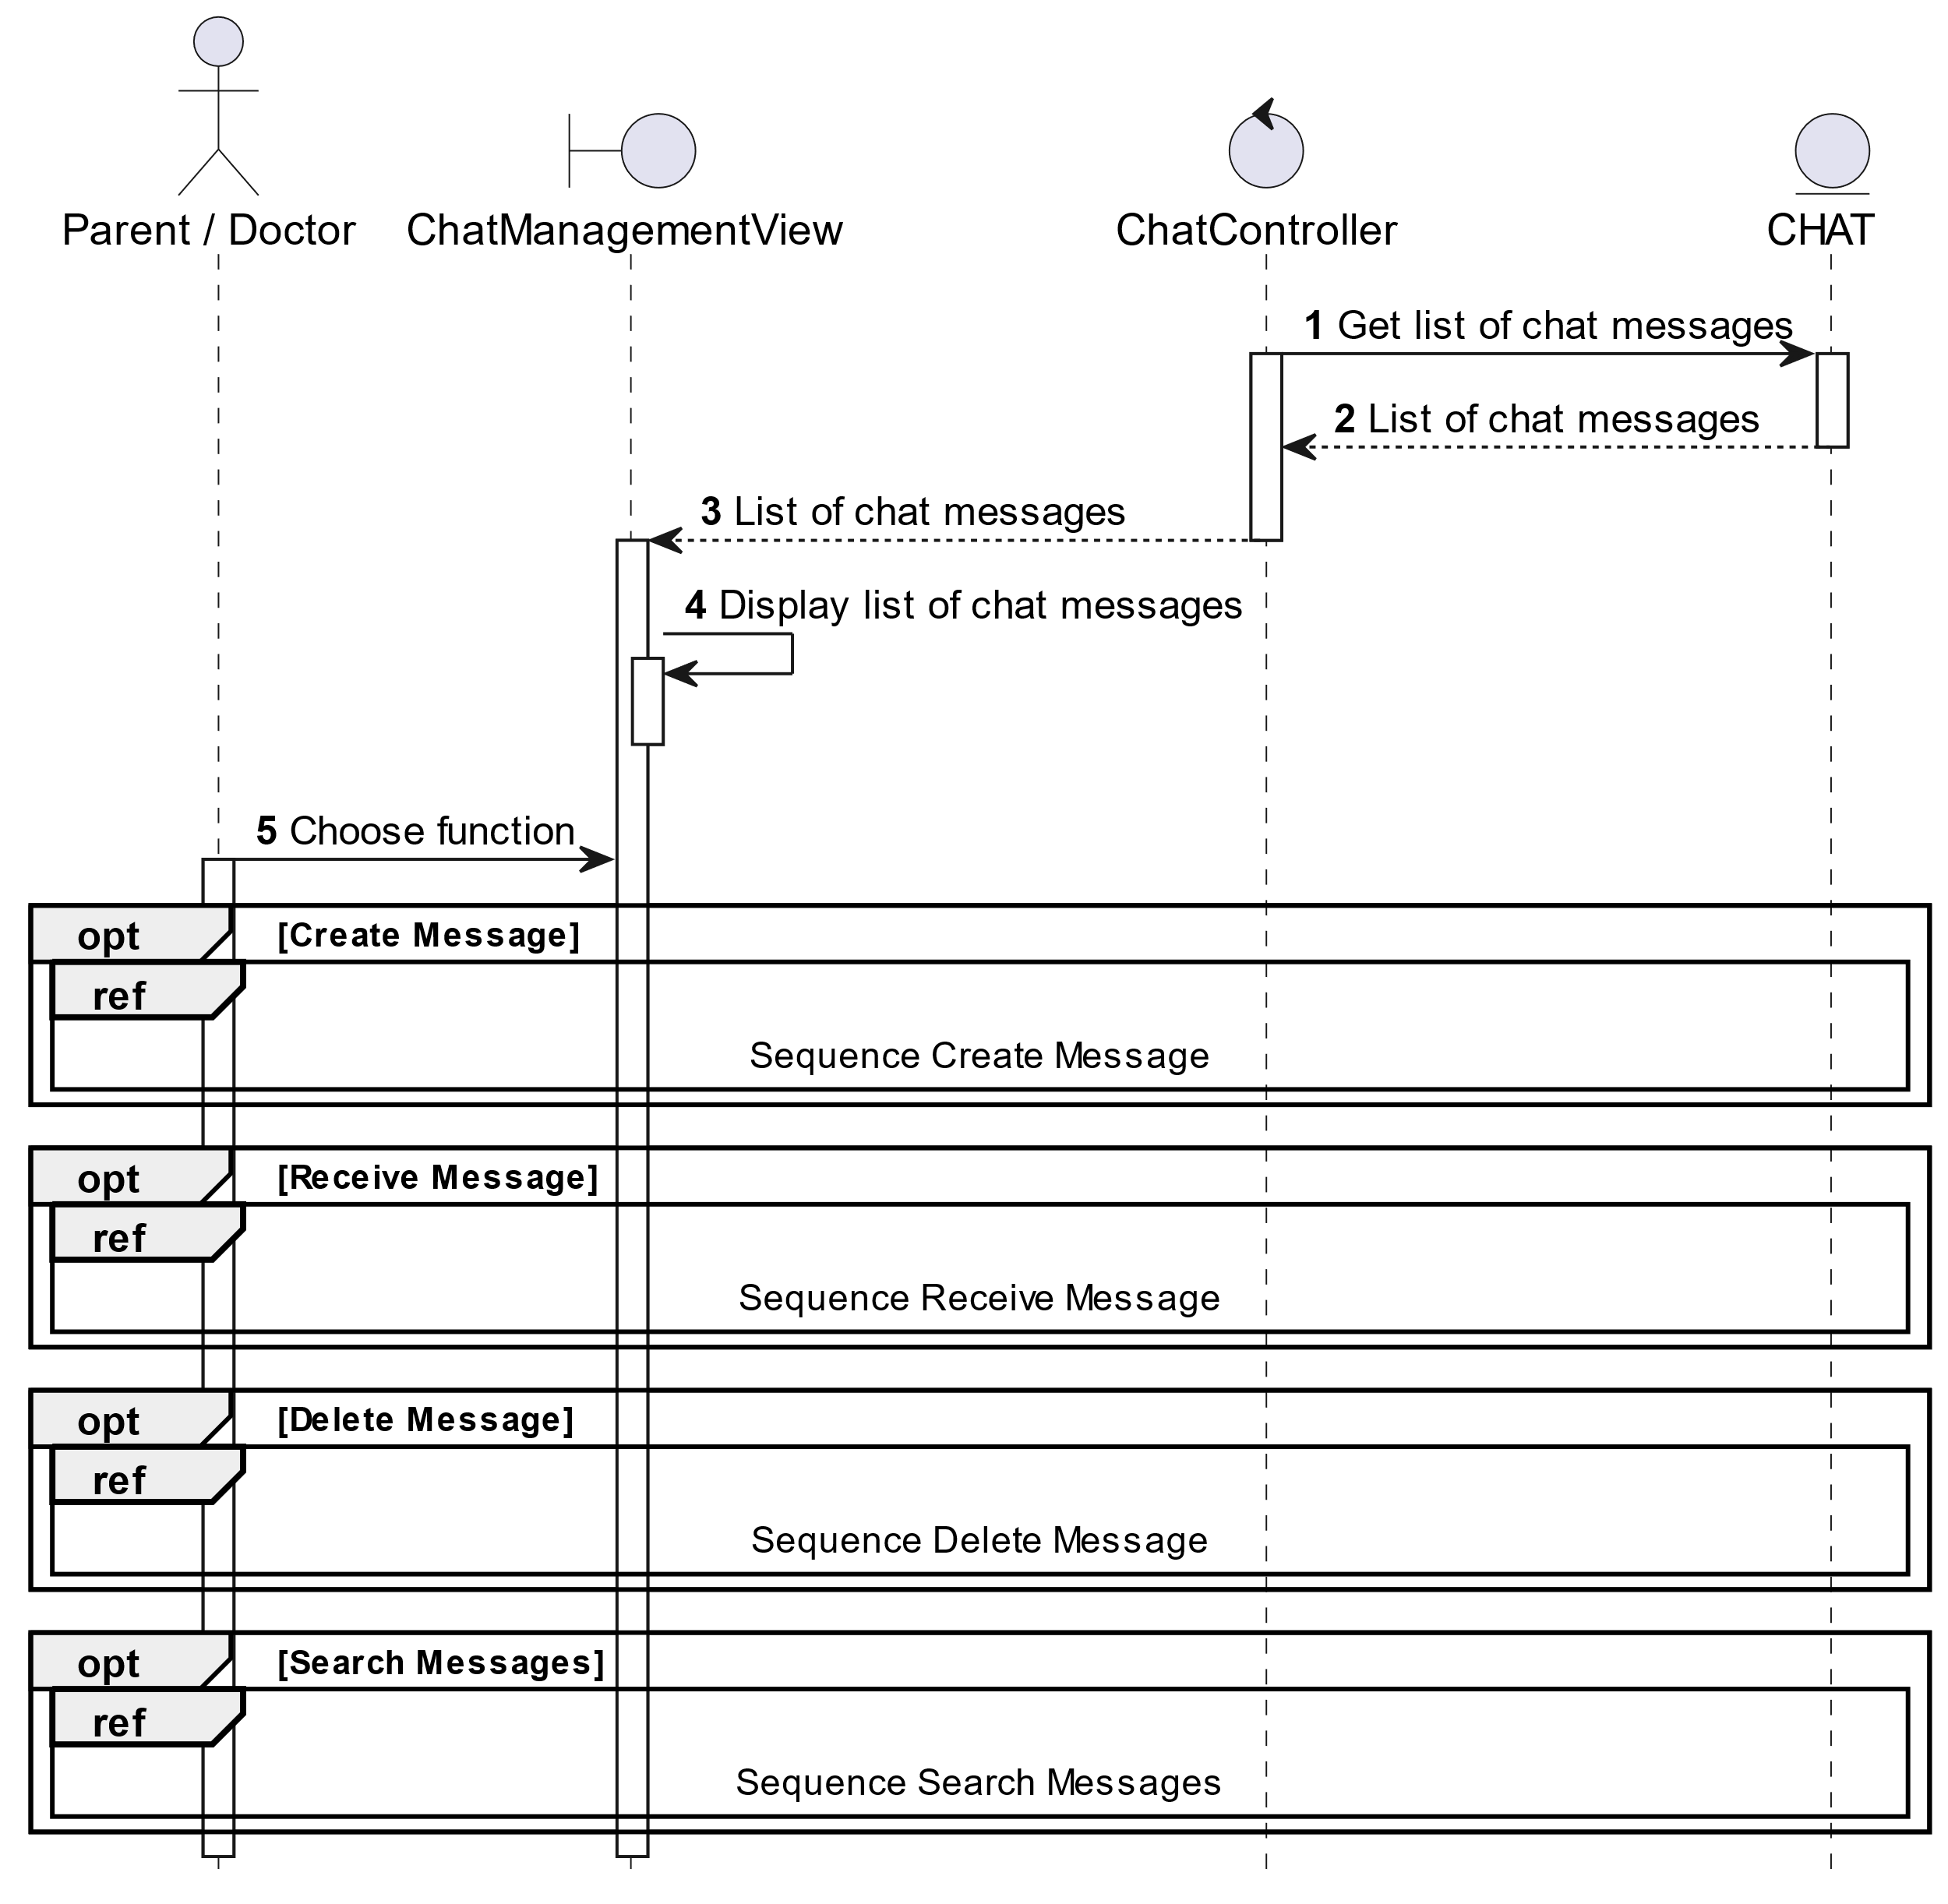 Parent / Doctor
ChatManagementView
ChatController
CHAT
1 Get list of chat messages
2 List of chat messages
3 List of chat messages
4 Display list of chat messages
5 Choose function
opt [Create Message]
ref
Sequence Create Message
opt [Receive Message]
ref
Sequence Receive Message
opt [Delete Message]
ref
Sequence Delete Message
opt [Search Messages]
ref
Sequence Search Messages